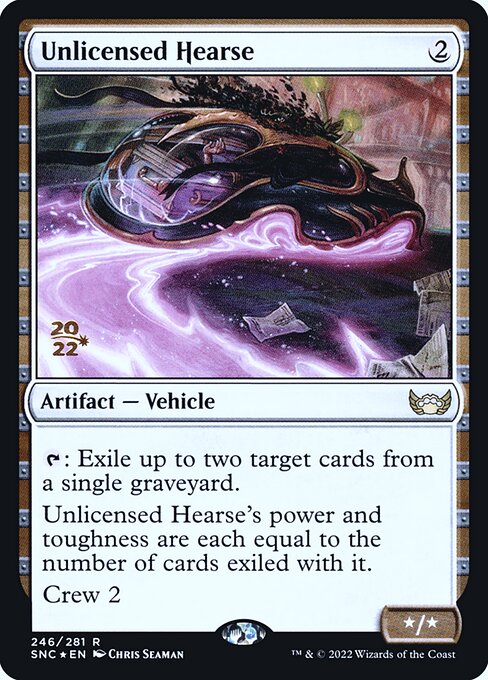 Unlicensed Hearse 2
20
22
Artifact — Vehicle
: Exile up to two target cards from
a single graveyard.
Unlicensed Hearse's power and
toughness are each equal to the
number of cards exiled with it.
Crew 2
*/*
246/281 R
SNC ★ EN Chris Seaman
™ & © 2022 Wizards of the Coast